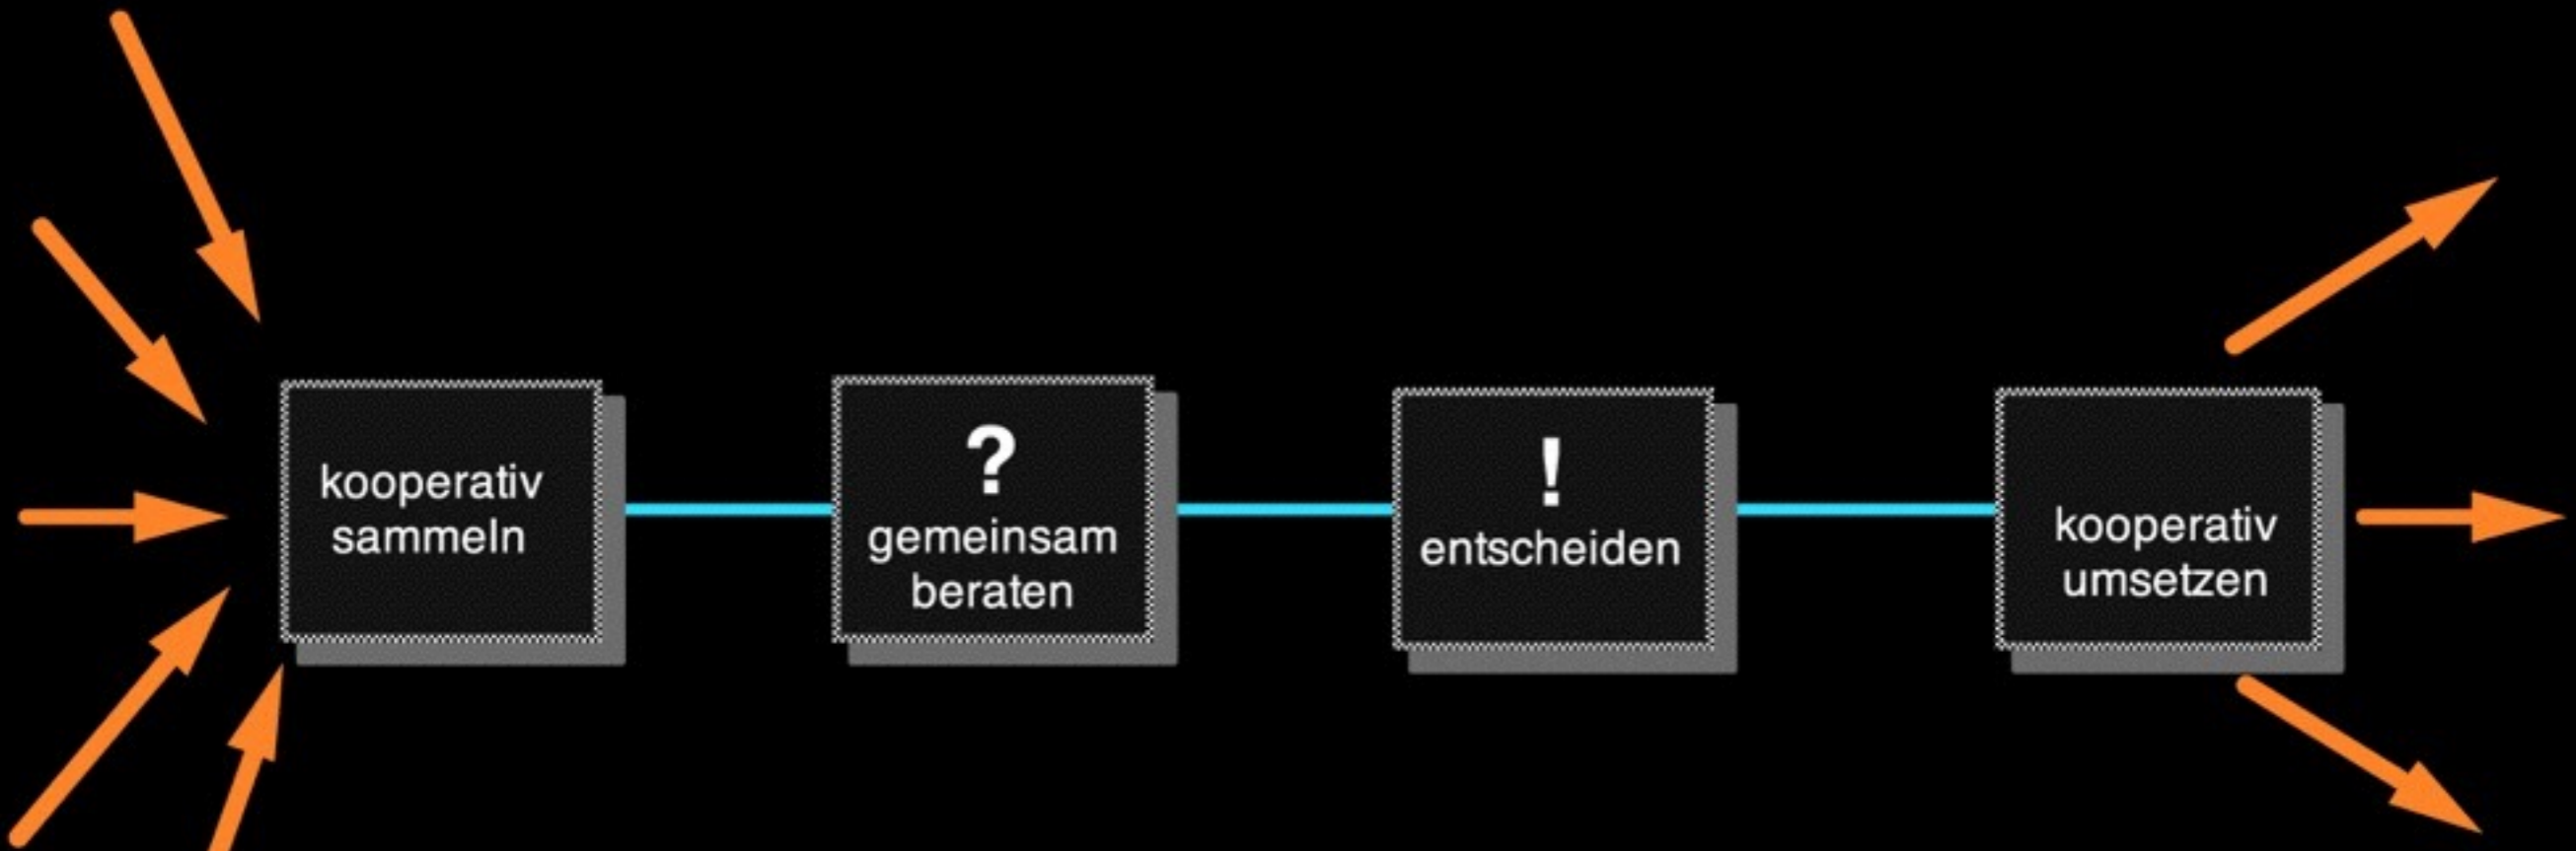 kooperativ
sammeln
?
gemeinsam
beraten
!
entscheiden
kooperativ
umsetzen